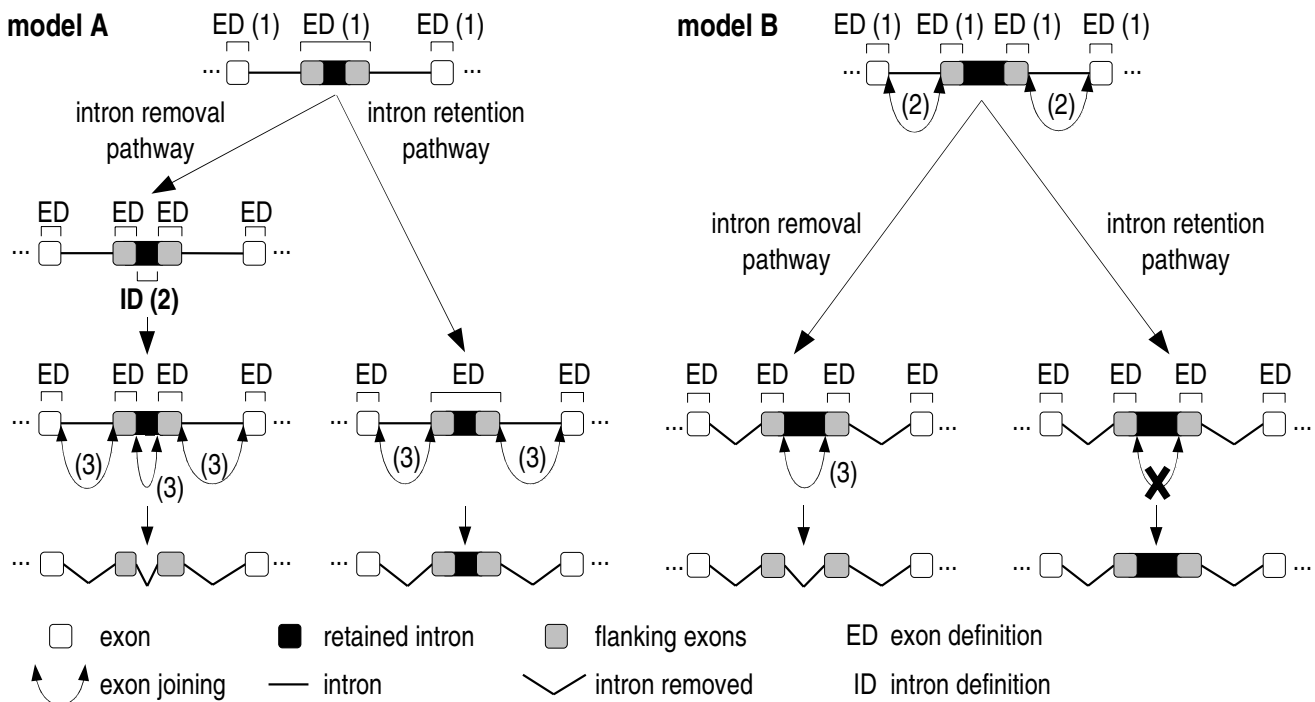 model A
ED (1) ED (1) ED (1)
... ...
intron removal pathway
intron retention pathway
ED ED ED ED
... ...
ID (2)
ED ED ED ED
... ...
(3) (3) (3)
ED ED ED
... ...
(3) (3)
... ...
... ...
model B
ED (1) ED (1) ED (1) ED (1)
... ...
(2) (2)
intron removal pathway
intron retention pathway
ED ED ED ED
... ...
(3)
ED ED ED ED
... ...
X
... ...
... ...
exon
retained intron
flanking exons
ED exon definition
exon joining
intron
intron removed
ID intron definition